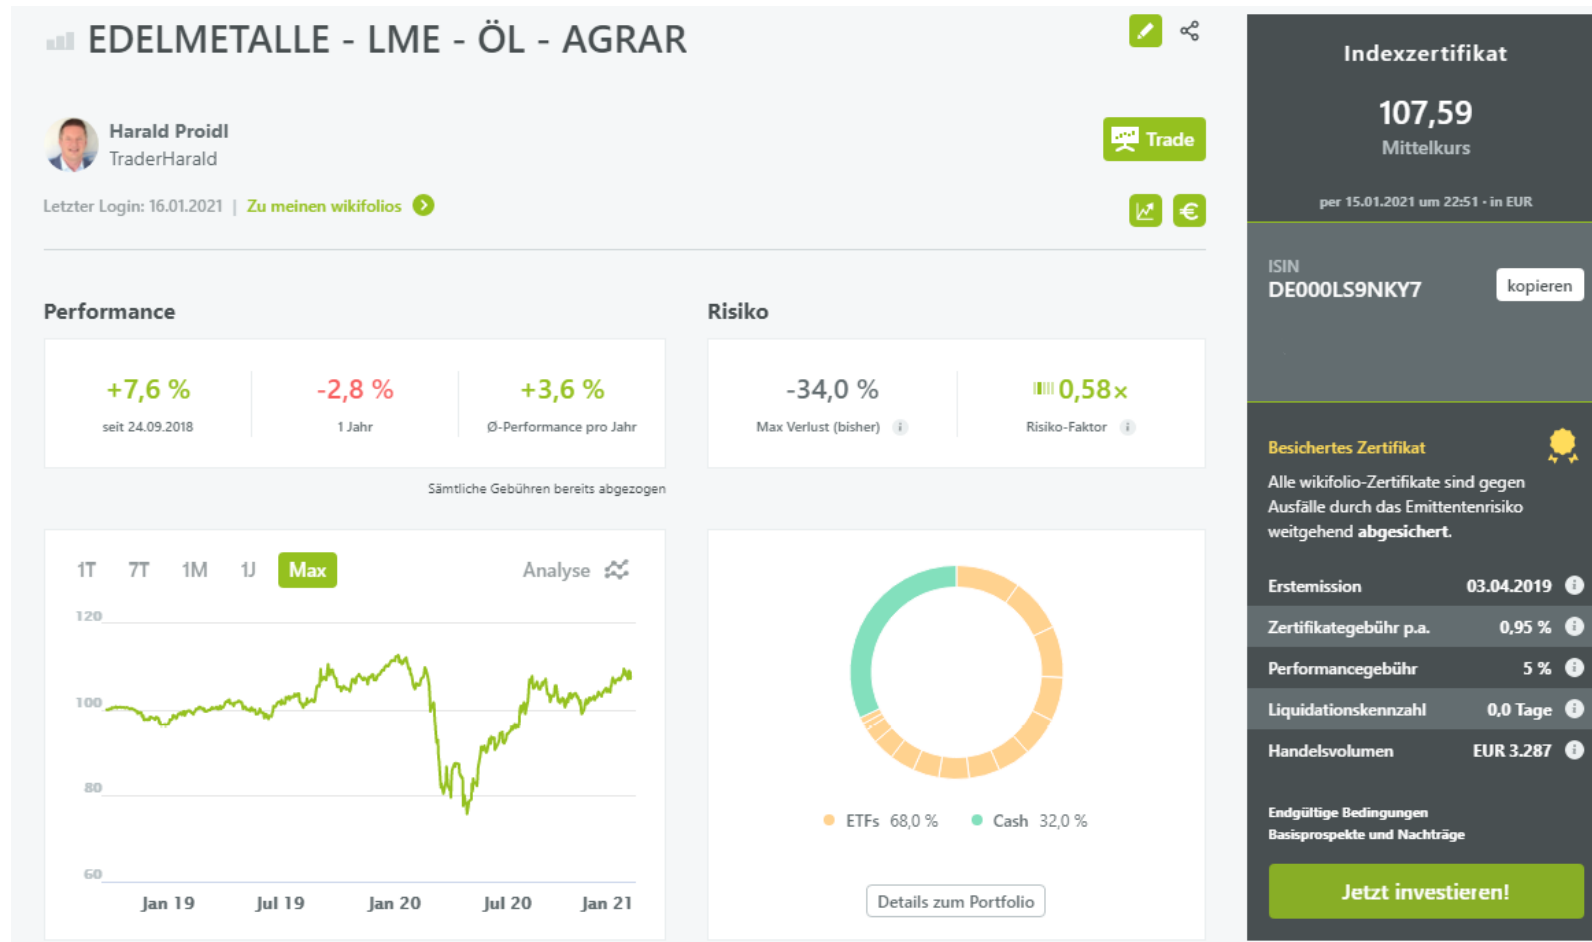 EDELMETALLE - LME - ÖL - AGRAR
Harald Proidl
TraderHarald
Trade
Letzter Login: 16.01.2021 | Zu meinen wikifolios
Performance
+7,6 %
seit 24.09.2018
-2,8 %
1 Jahr
+3,6 %
Ø-Performance pro Jahr
Sämtliche Gebühren bereits abgezogen
Risiko
-34,0 %
Max Verlust (bisher) i
0,58×
Risiko-Faktor i
1T 7T 1M 1J Max Analyse
120
100
80
60
Jan 19 Jul 19 Jan 20 Jul 20 Jan 21
ETFs 68,0 % Cash 32,0 %
Details zum Portfolio
Indexzertifikat
107,59
Mittelkurs
per 15.01.2021 um 22:51 · in EUR
ISIN
DE000LS9NKY7
kopieren
Besichertes Zertifikat
Alle wikifolio-Zertifikate sind gegen
Ausfälle durch das Emittentenrisiko
weitgehend abgesichert.
Erstemission 03.04.2019 i
Zertifikategebühr p.a. 0,95 % i
Performancegebühr 5 % i
Liquidationskennzahl 0,0 Tage i
Handelsvolumen EUR 3.287 i
Endgültige Bedingungen
Basisprospekte und Nachträge
Jetzt investieren!